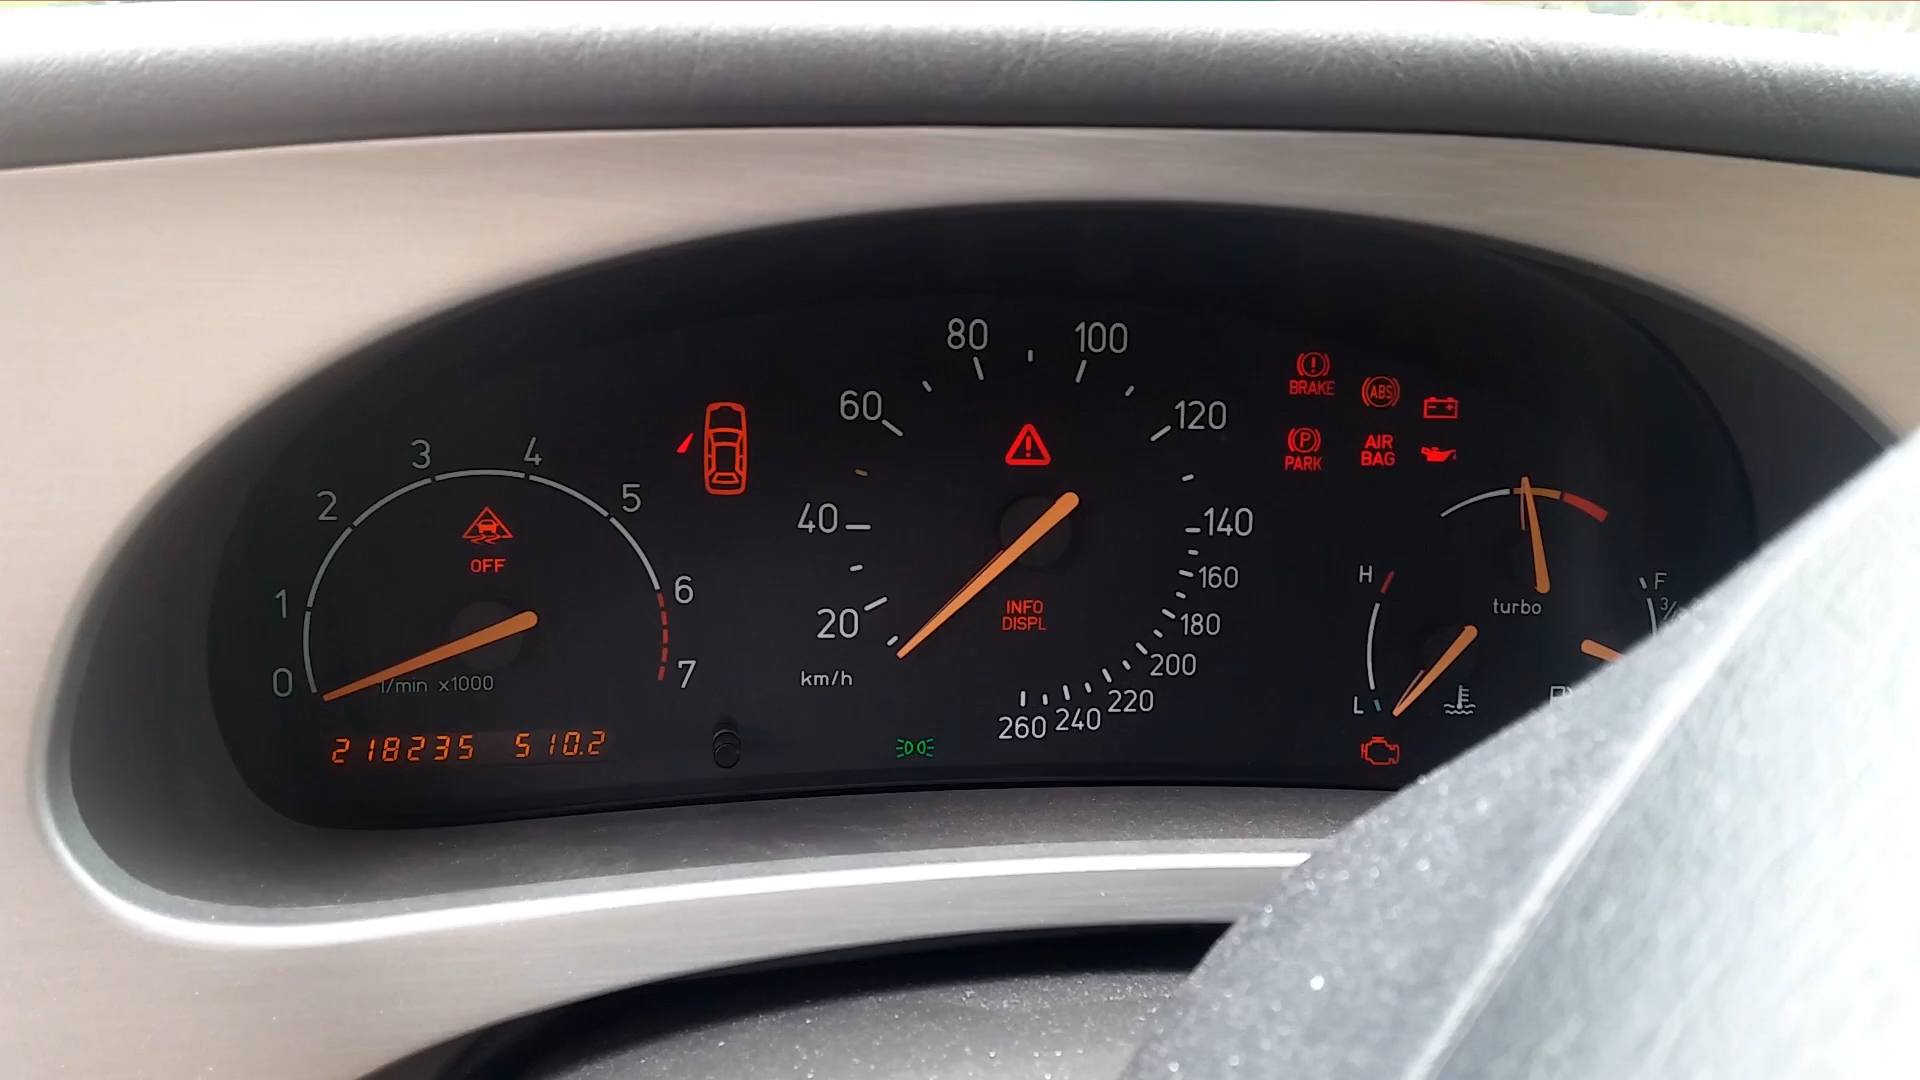 80 100
60 120
3 4
2 5
40 140
OFF
1 6
160
20 180
0 7
200
220
240
260
l/min x1000
km/h
218235 510.2
INFO
DISPL
BRAKE
ABS
P
PARK
AIR
BAG
turbo
H
L
F